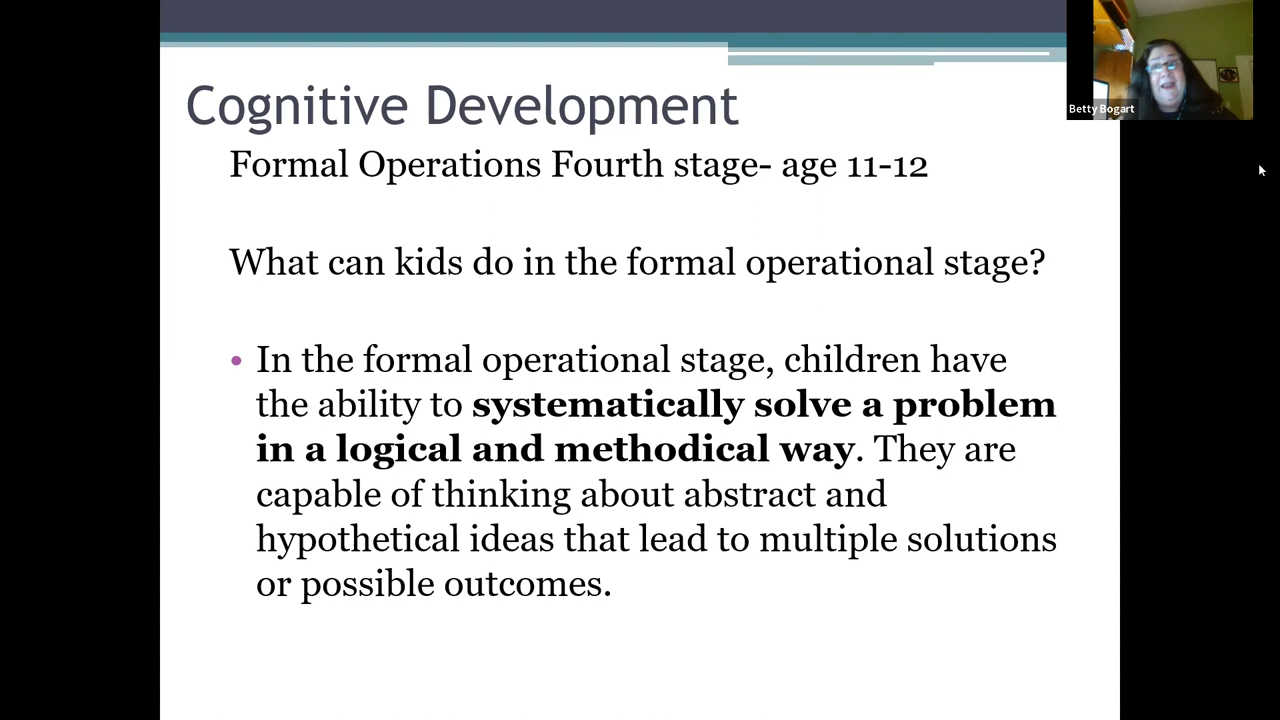 Cognitive Development
Betty Bogart
Formal Operations Fourth stage- age 11-12
What can kids do in the formal operational stage?
• In the formal operational stage, children have
the ability to systematically solve a problem
in a logical and methodical way. They are
capable of thinking about abstract and
hypothetical ideas that lead to multiple solutions
or possible outcomes.